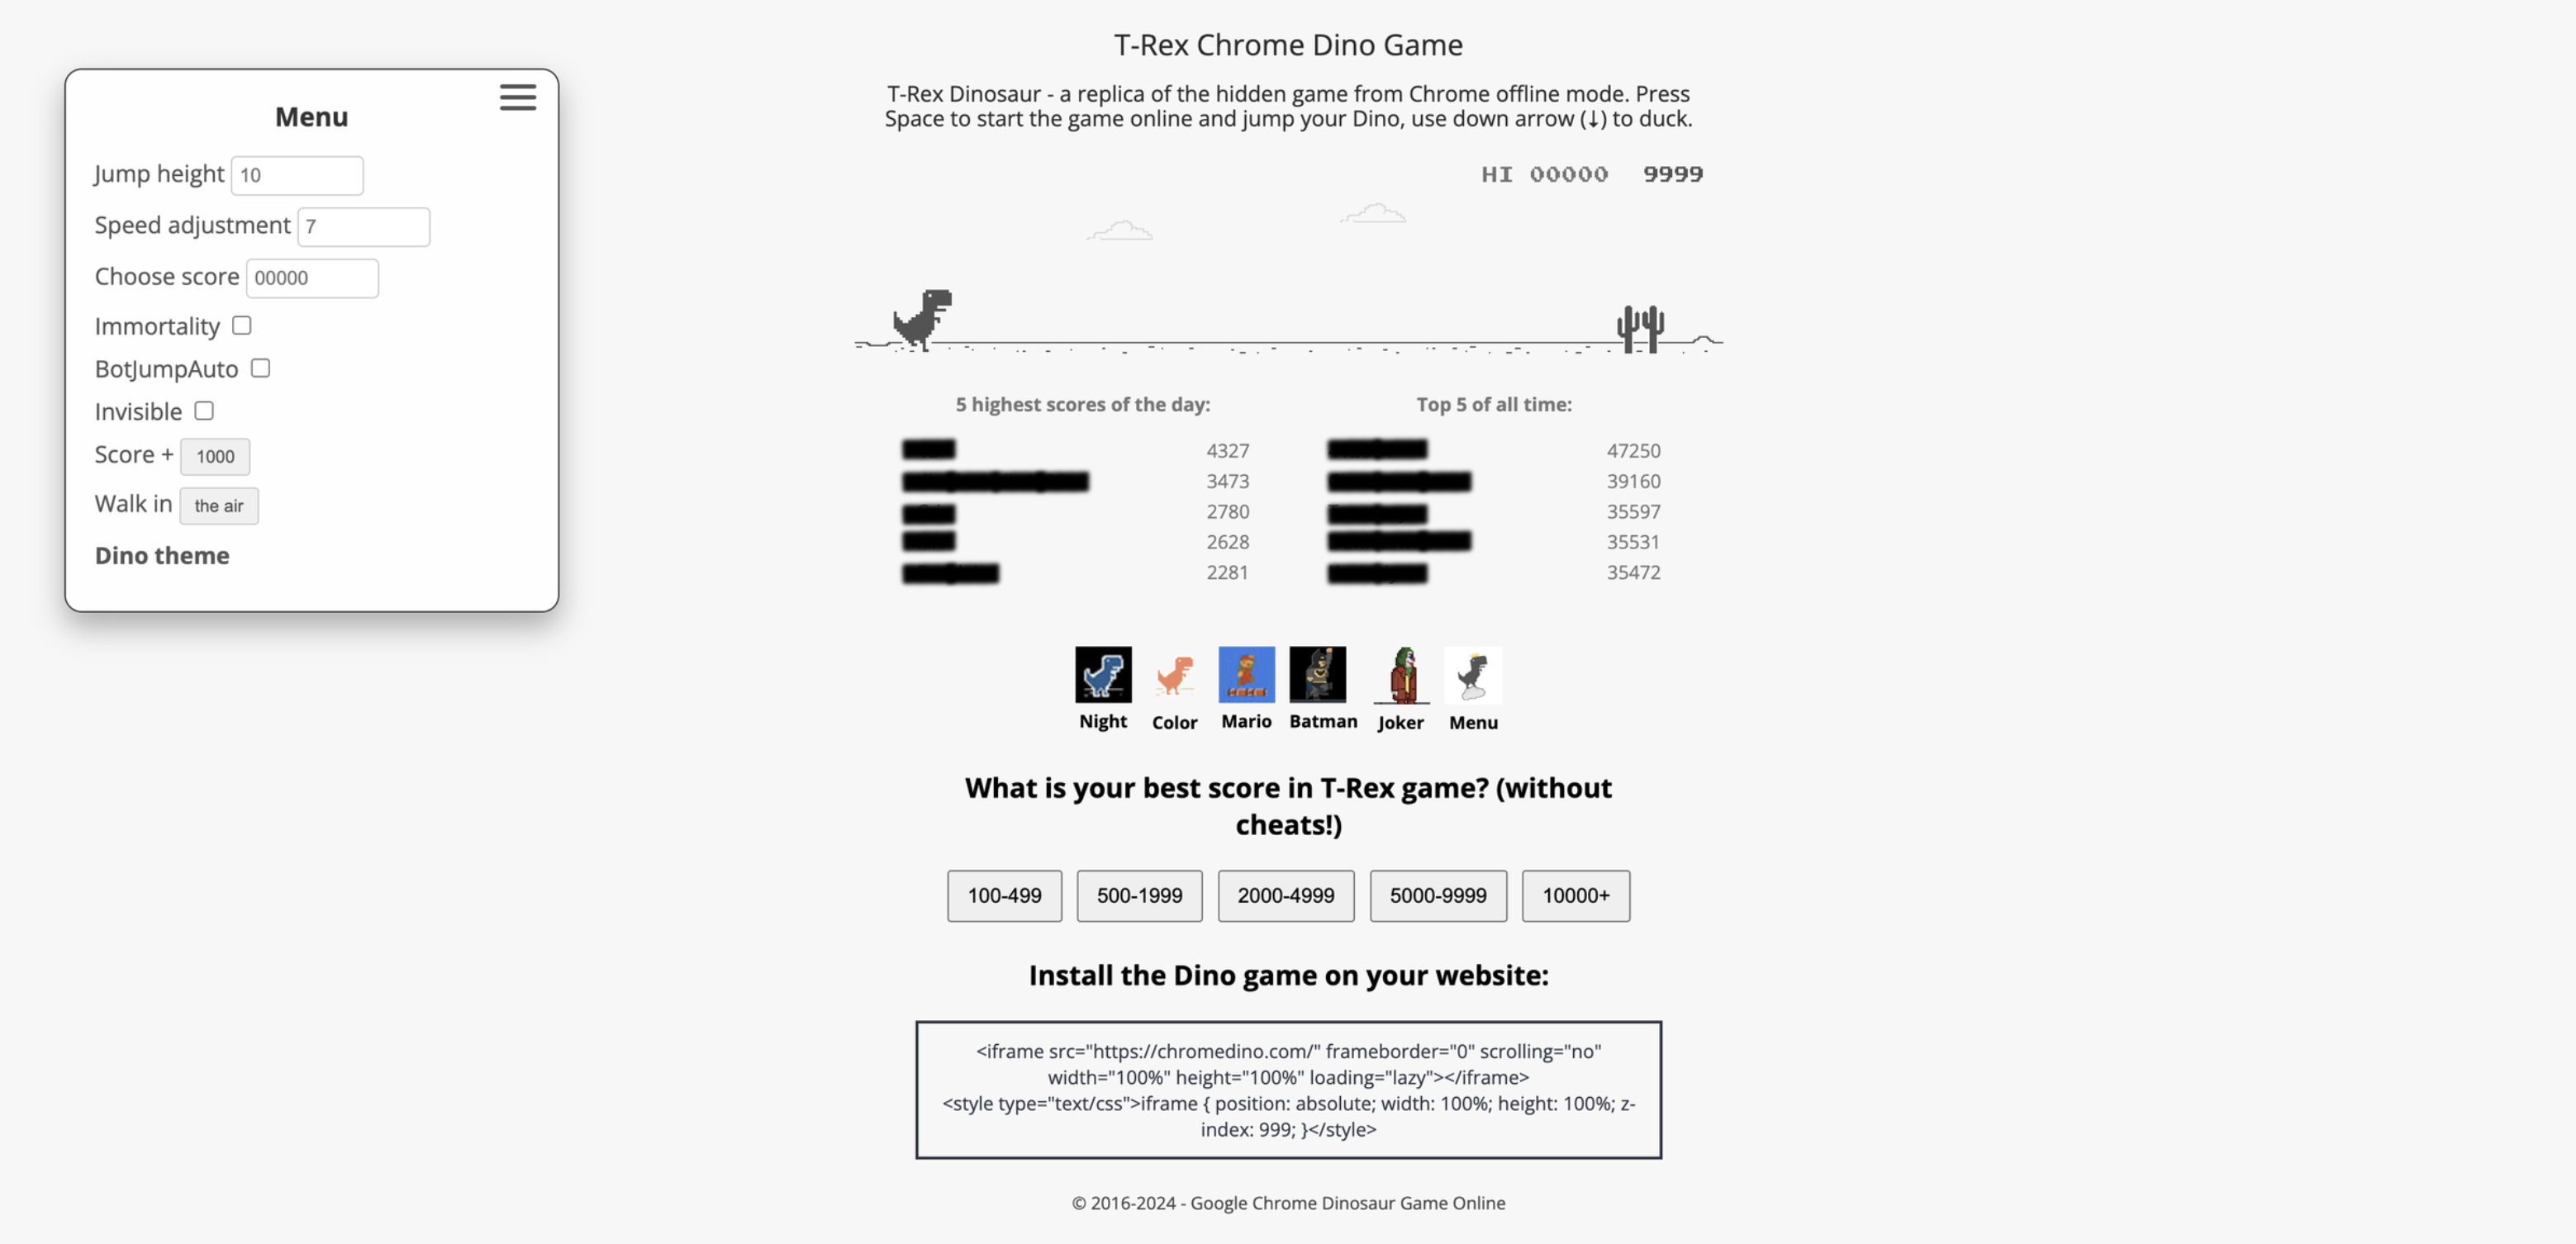 T-Rex Chrome Dino Game
T-Rex Dinosaur - a replica of the hidden game from Chrome offline mode. Press
Space to start the game online and jump your Dino, use down arrow (↓) to duck.
Menu
Jump height 10
Speed adjustment 7
Choose score 00000
Immortality
BotJumpAuto
Invisible
Score + 1000
Walk in the air
Dino theme
HI 00000 9999
5 highest scores of the day:
4327
3473
2780
2628
2281
Top 5 of all time:
47250
39160
35597
35531
35472
Night Color Mario Batman Joker Menu
What is your best score in T-Rex game? (without
cheats!)
100-499 500-1999 2000-4999 5000-9999 10000+
Install the Dino game on your website:
<iframe src="https://chromedino.com/" frameborder="0" scrolling="no"
width="100%" height="100%" loading="lazy"></iframe>
<style type="text/css">iframe { position: absolute; width: 100%; height: 100%; z-
index: 999; }</style>
© 2016-2024 - Google Chrome Dinosaur Game Online